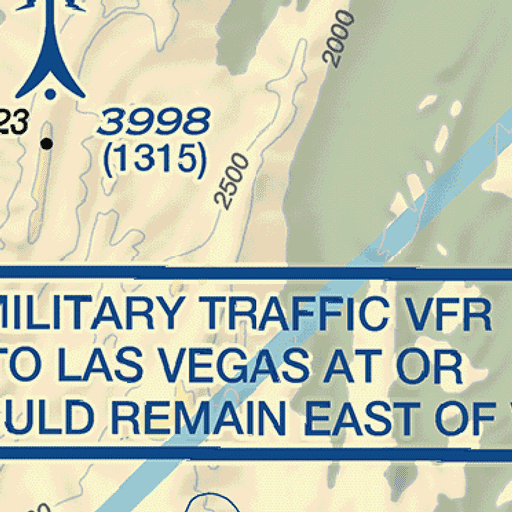 2000
23
3998
(1315)
2500
MILITARY TRAFFIC VFR
TO LAS VEGAS AT OR
ULD REMAIN EAST OF